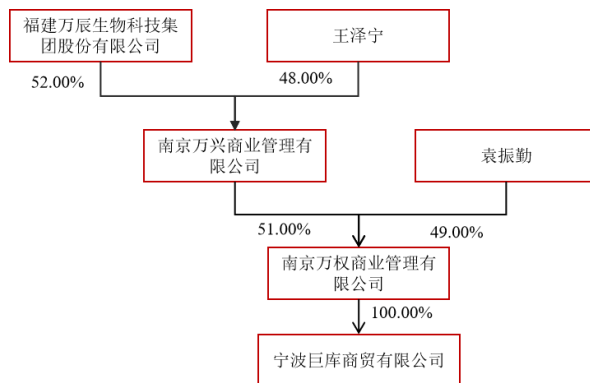 福建万辰生物科技集
团股份有限公司
王泽宁
52.00%
48.00%
南京万兴商业管理有
限公司
袁振勤
51.00%
49.00%
南京万权商业管理有
限公司
100.00%
宁波巨库商贸有限公司